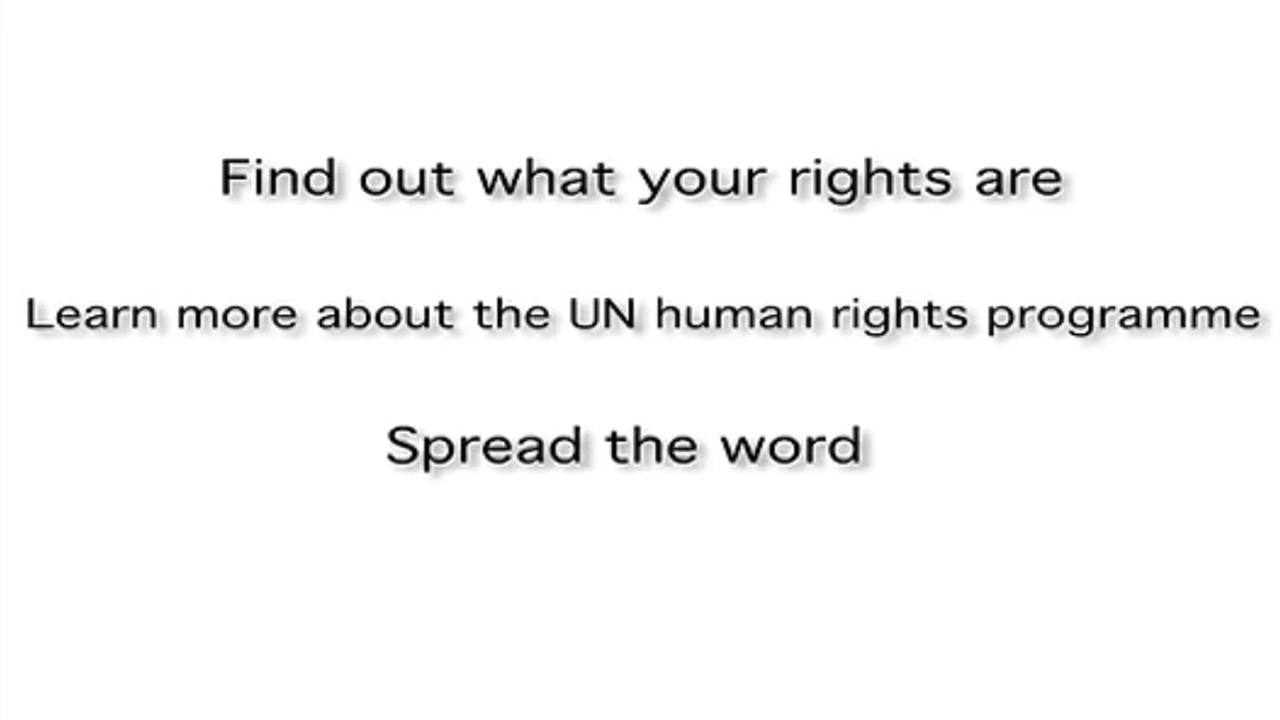 Find out what your rights are
Learn more about the UN human rights programme
Spread the word